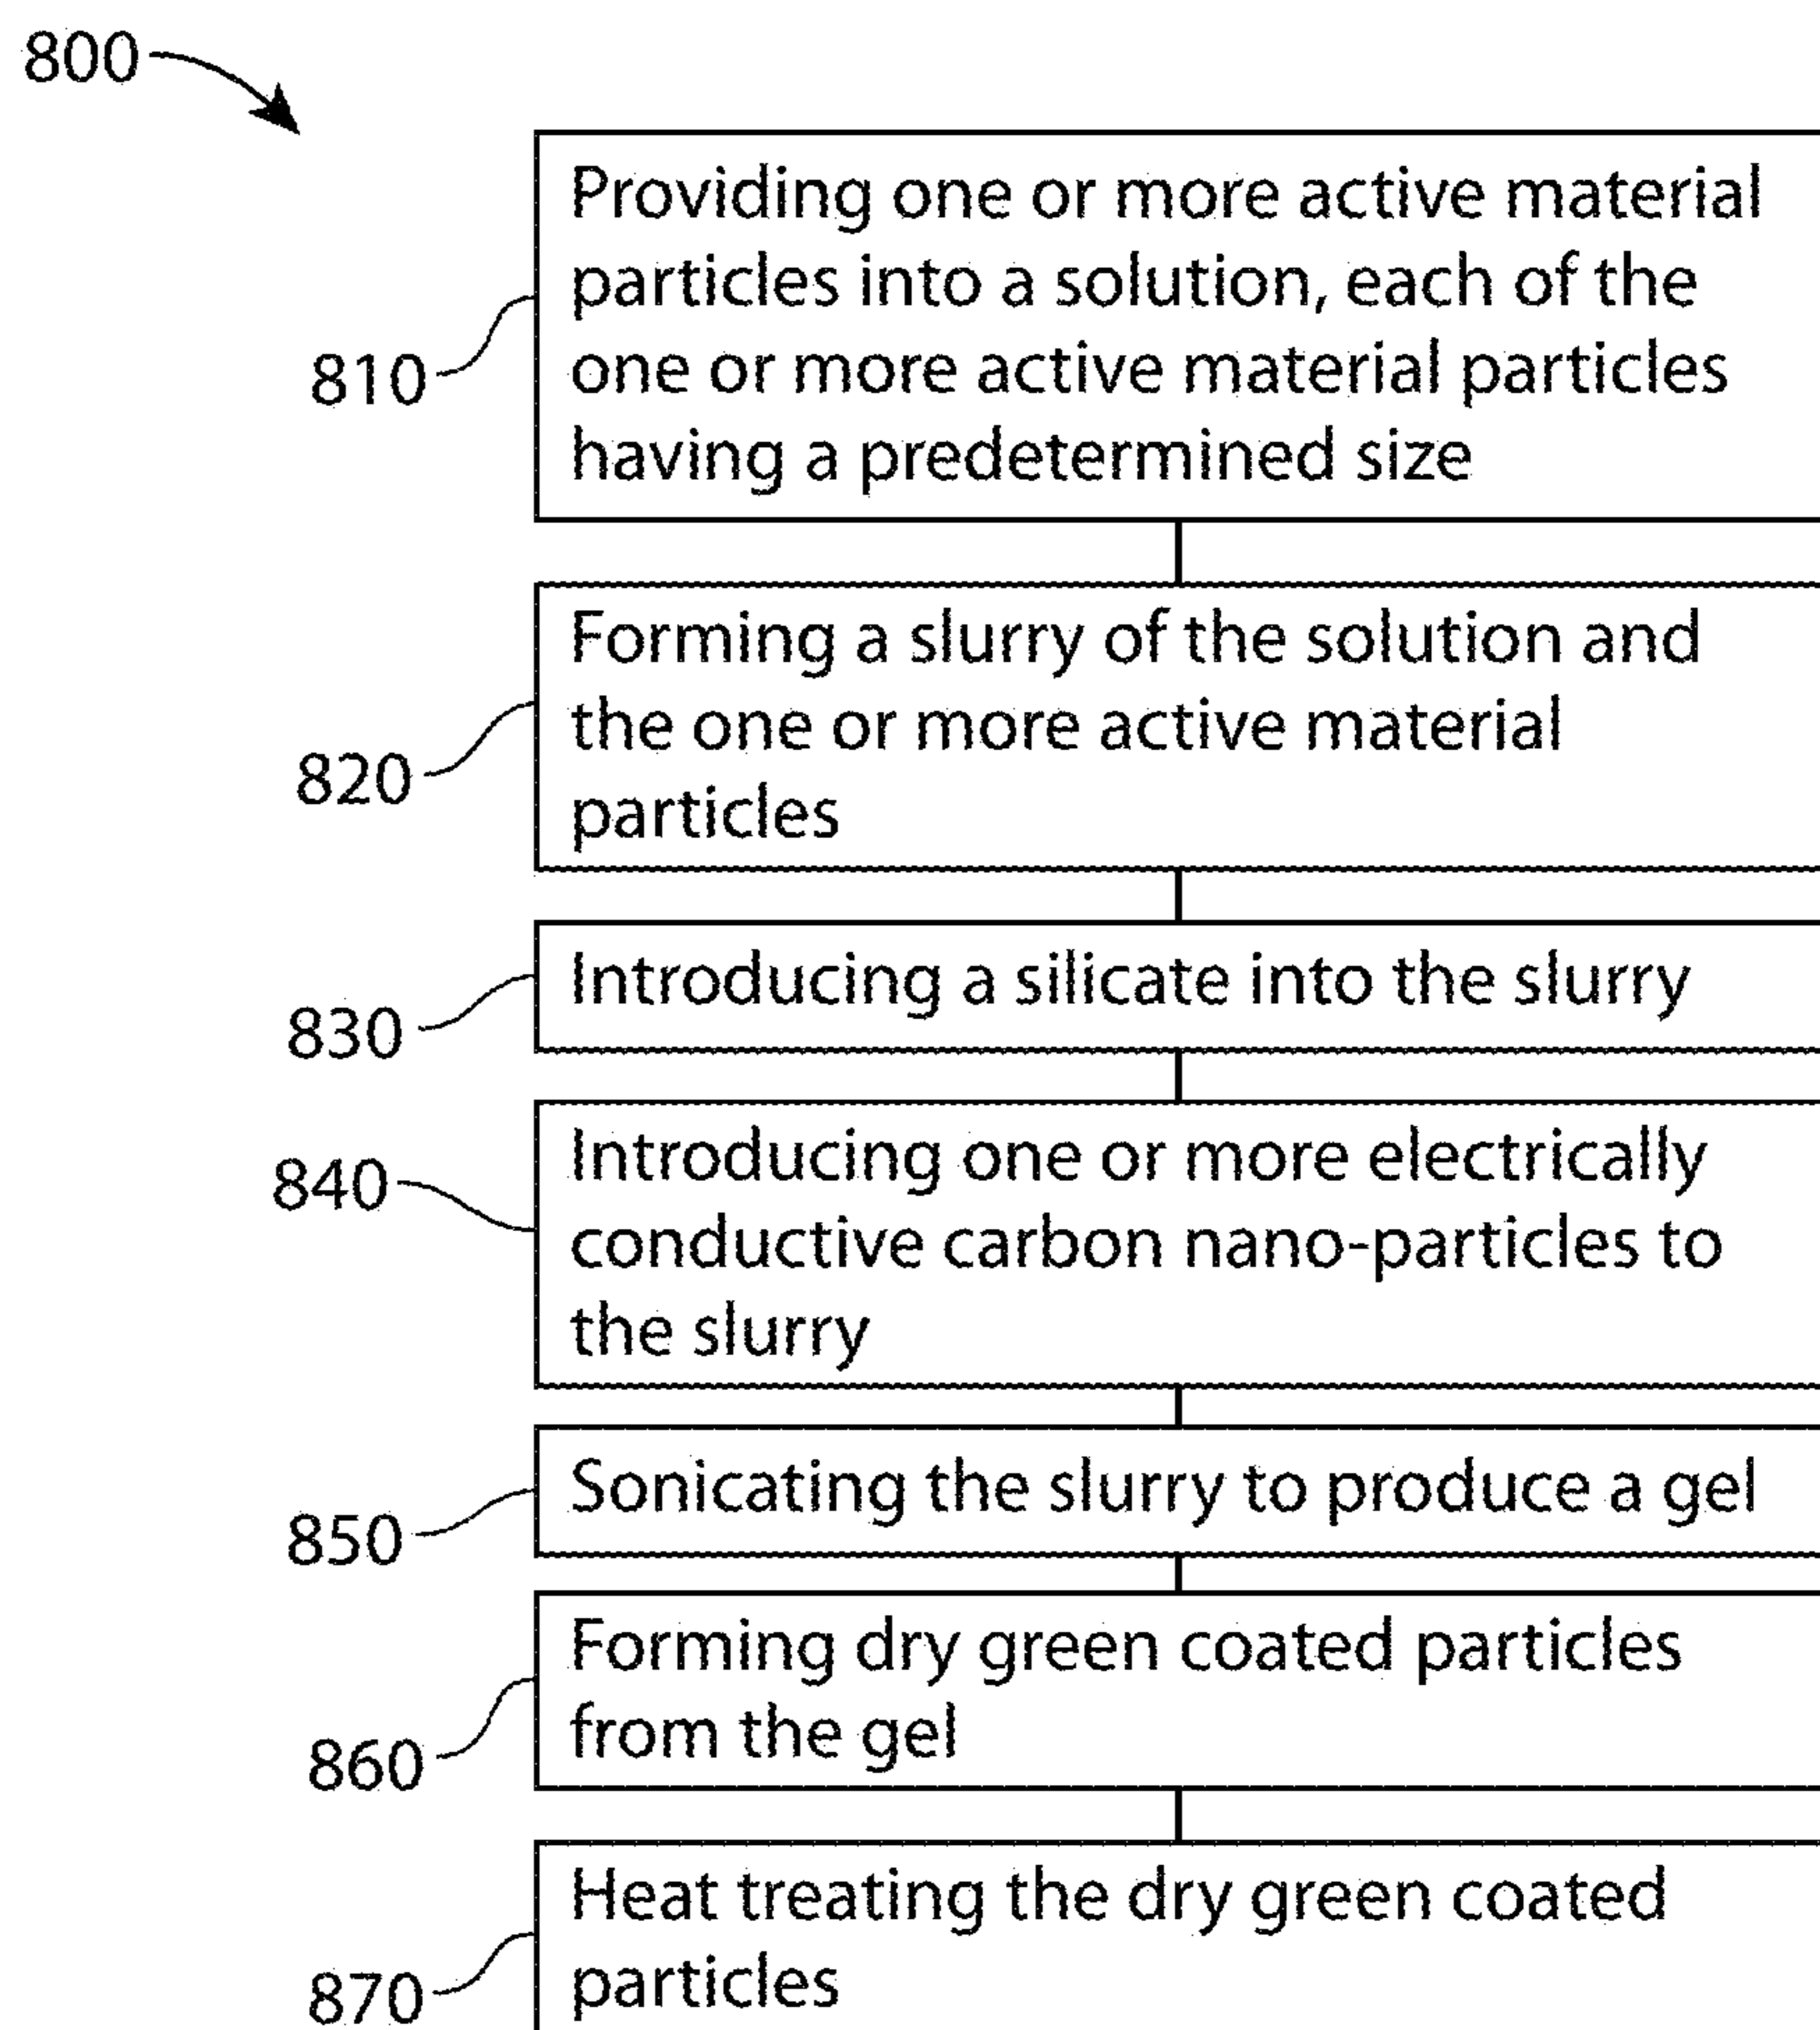 800
Providing one or more active material
particles into a solution, each of the
one or more active material particles
having a predetermined size
810
Forming a slurry of the solution and
the one or more active material
particles
820
Introducing a silicate into the slurry
830
Introducing one or more electrically
conductive carbon nano-particles to
the slurry
840
Sonicating the slurry to produce a gel
850
Forming dry green coated particles
from the gel
860
Heat treating the dry green coated
particles
870